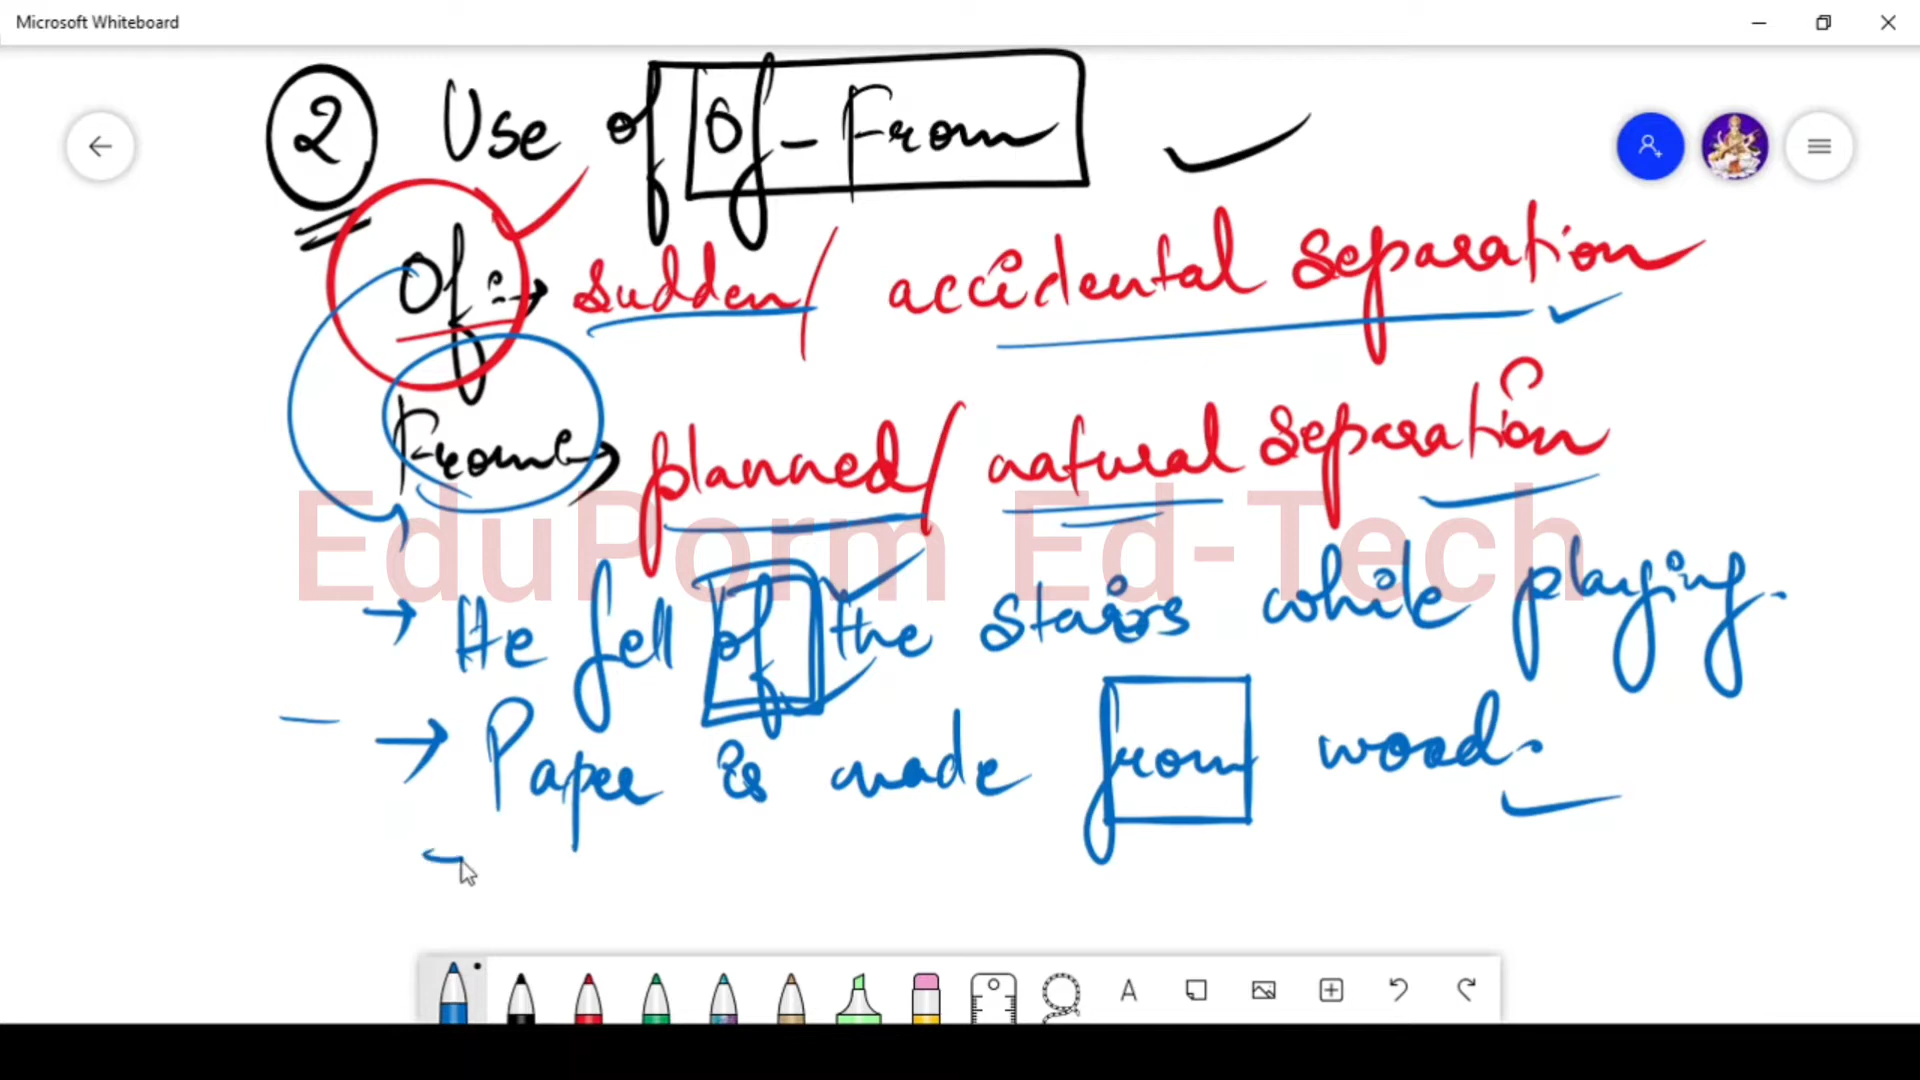 Microsoft Whiteboard
2 Use of Of - From
Of :→ sudden / accidental separation
From :→ planned / natural separation
EduPorm Ed-Tech
→ He fell of the stairs while playing.
→ Paper is made from wood.
A